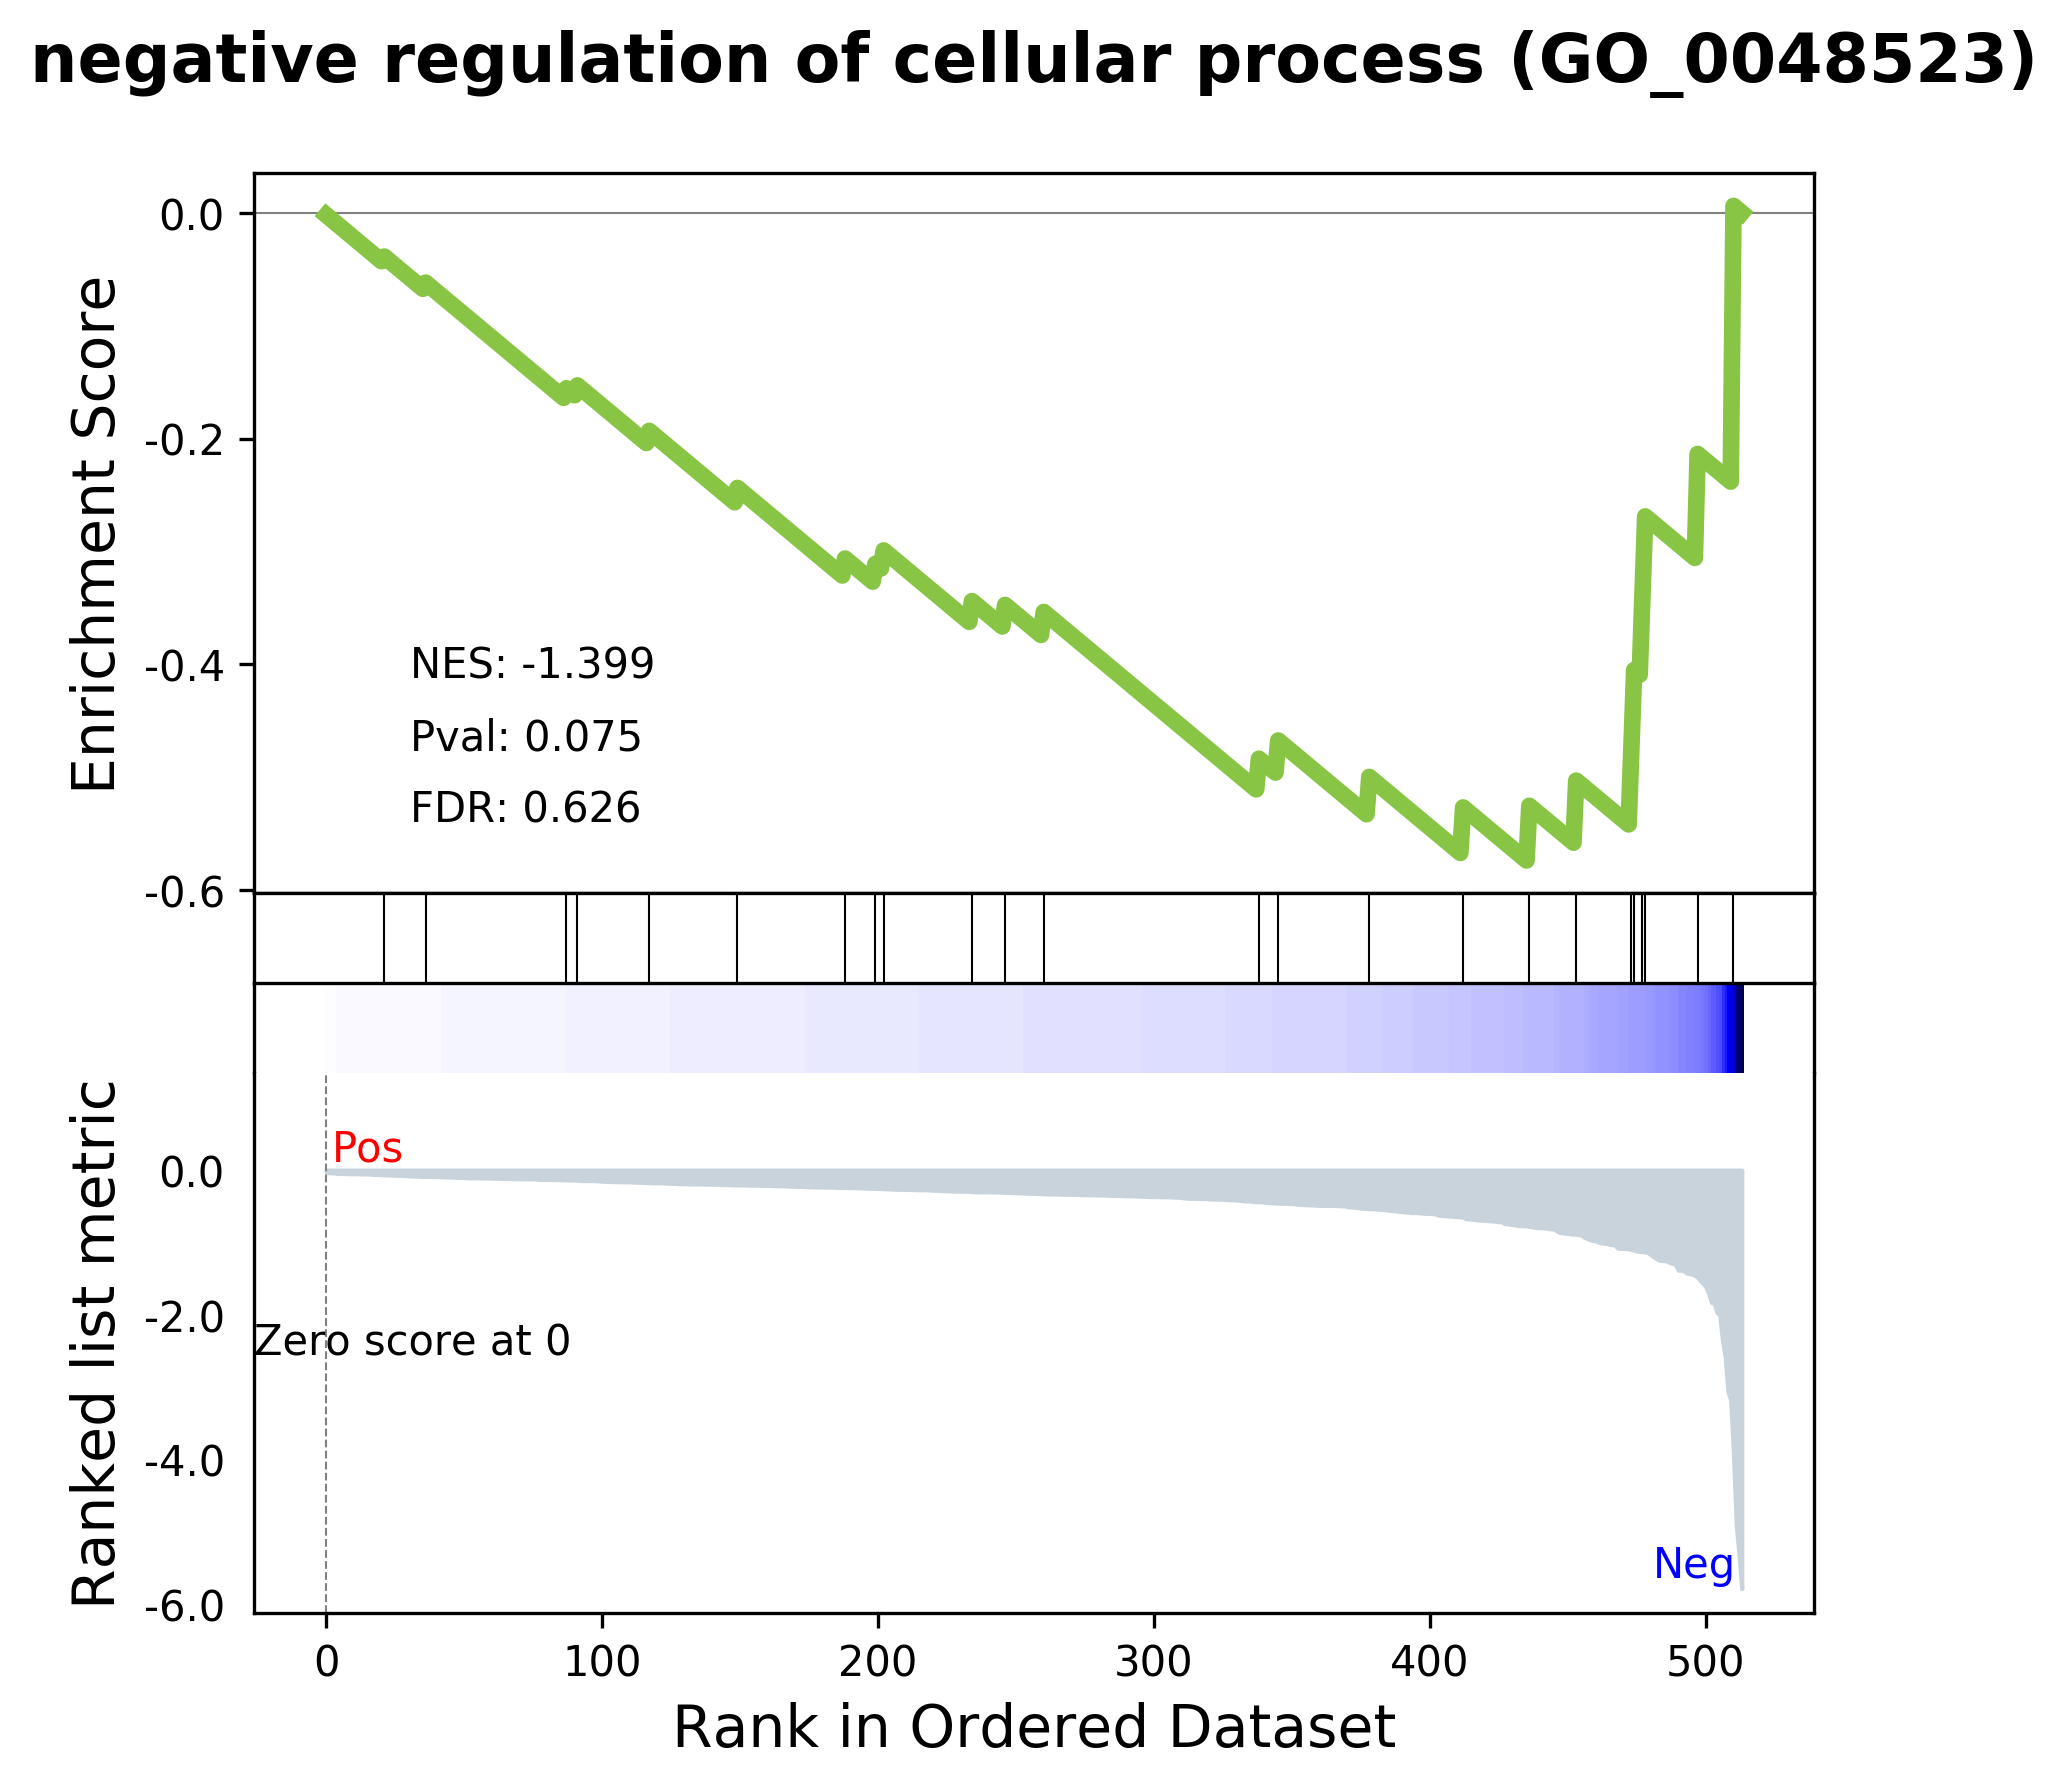 negative regulation of cellular process (GO_0048523)
Enrichment Score
0.0
-0.2
-0.4
-0.6
NES: -1.399
Pval: 0.075
FDR: 0.626
Ranked list metric
0.0
-2.0
-4.0
-6.0
Pos
Zero score at 0
Neg
0 100 200 300 400 500
Rank in Ordered Dataset